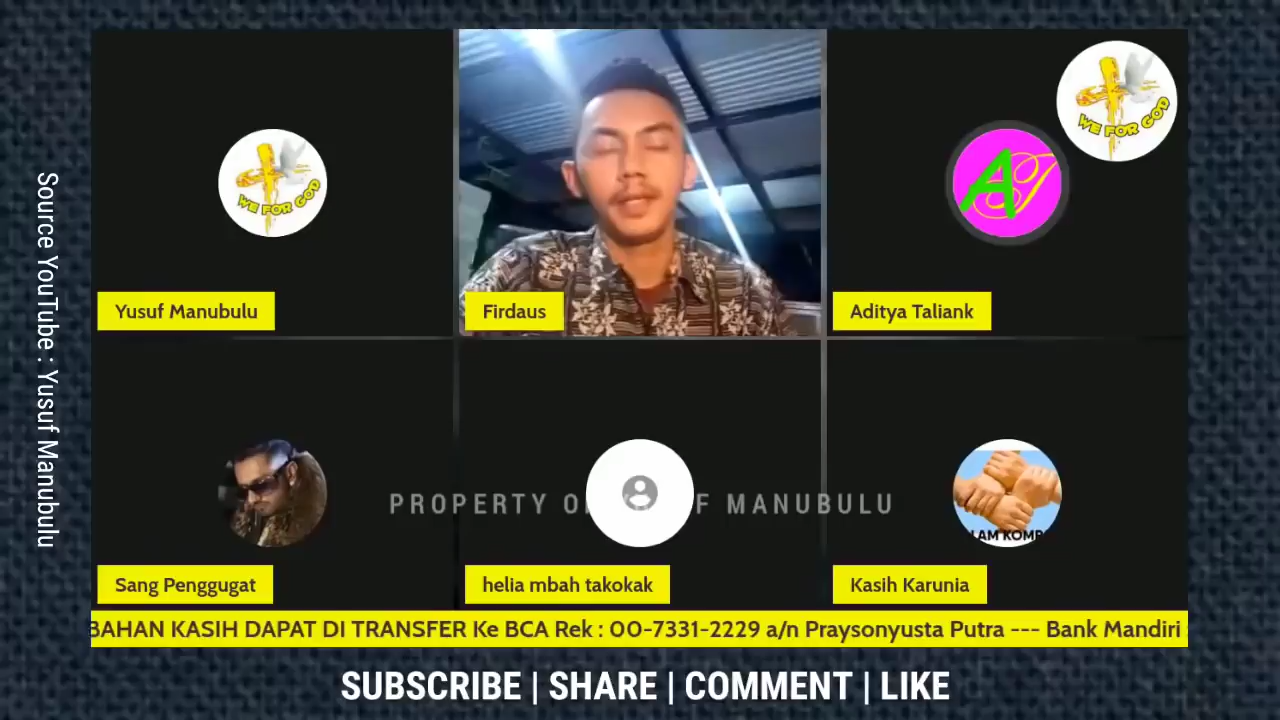 Source YouTube : Yusuf Manubulu
WE FOR GOD
WE FOR GOD
Yusuf Manubulu
Firdaus
Aditya Taliank
PROPERTY O F MANUBULU
LAM KOMP
Sang Penggugat
helia mbah takokak
Kasih Karunia
BAHAN KASIH DAPAT DI TRANSFER Ke BCA Rek : 00-7331-2229 a/n Praysonyusta Putra --- Bank Mandiri
SUBSCRIBE | SHARE | COMMENT | LIKE